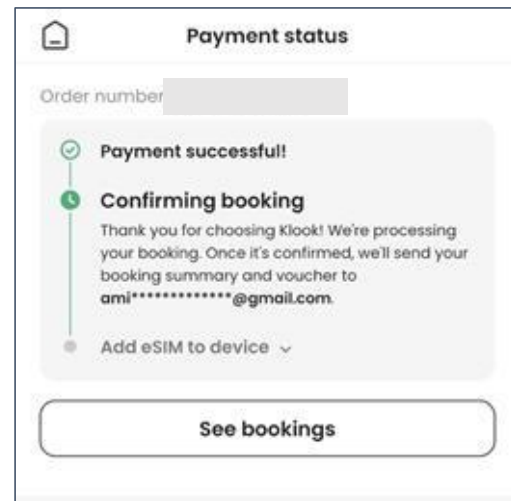 Payment status
Order number
Payment successful!
Confirming booking
Thank you for choosing Klook! We're processing
your booking. Once it's confirmed, we'll send your
booking summary and voucher to
ami*************@gmail.com.
Add eSIM to device
See bookings